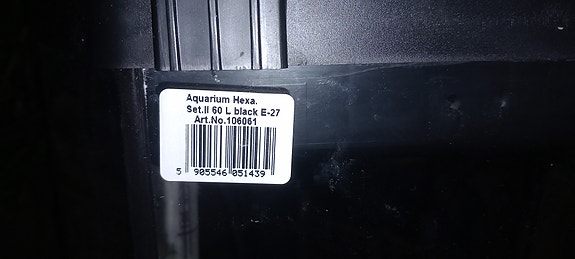 Aquarium Hexa.
Set.II 60 L black E-27
Art.No.106061
5 905546 051439